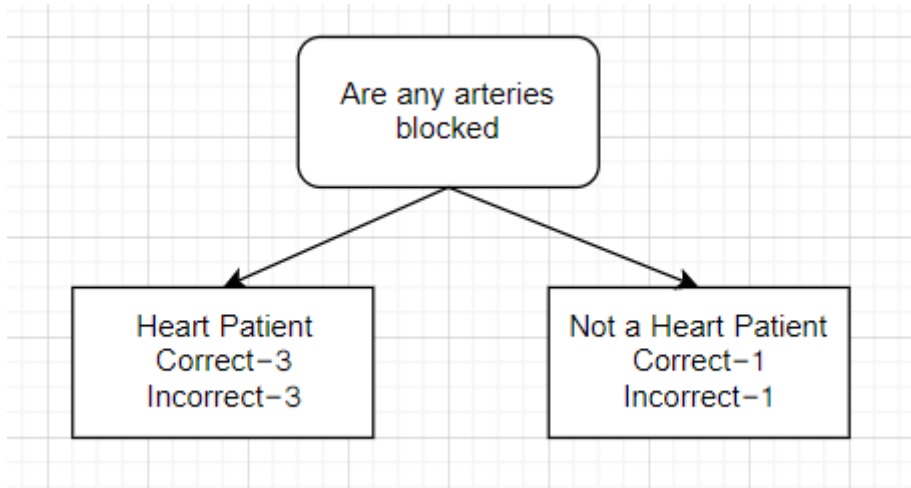 Are any arteries
blocked
Heart Patient
Correct-3
Incorrect-3
Not a Heart Patient
Correct-1
Incorrect-1